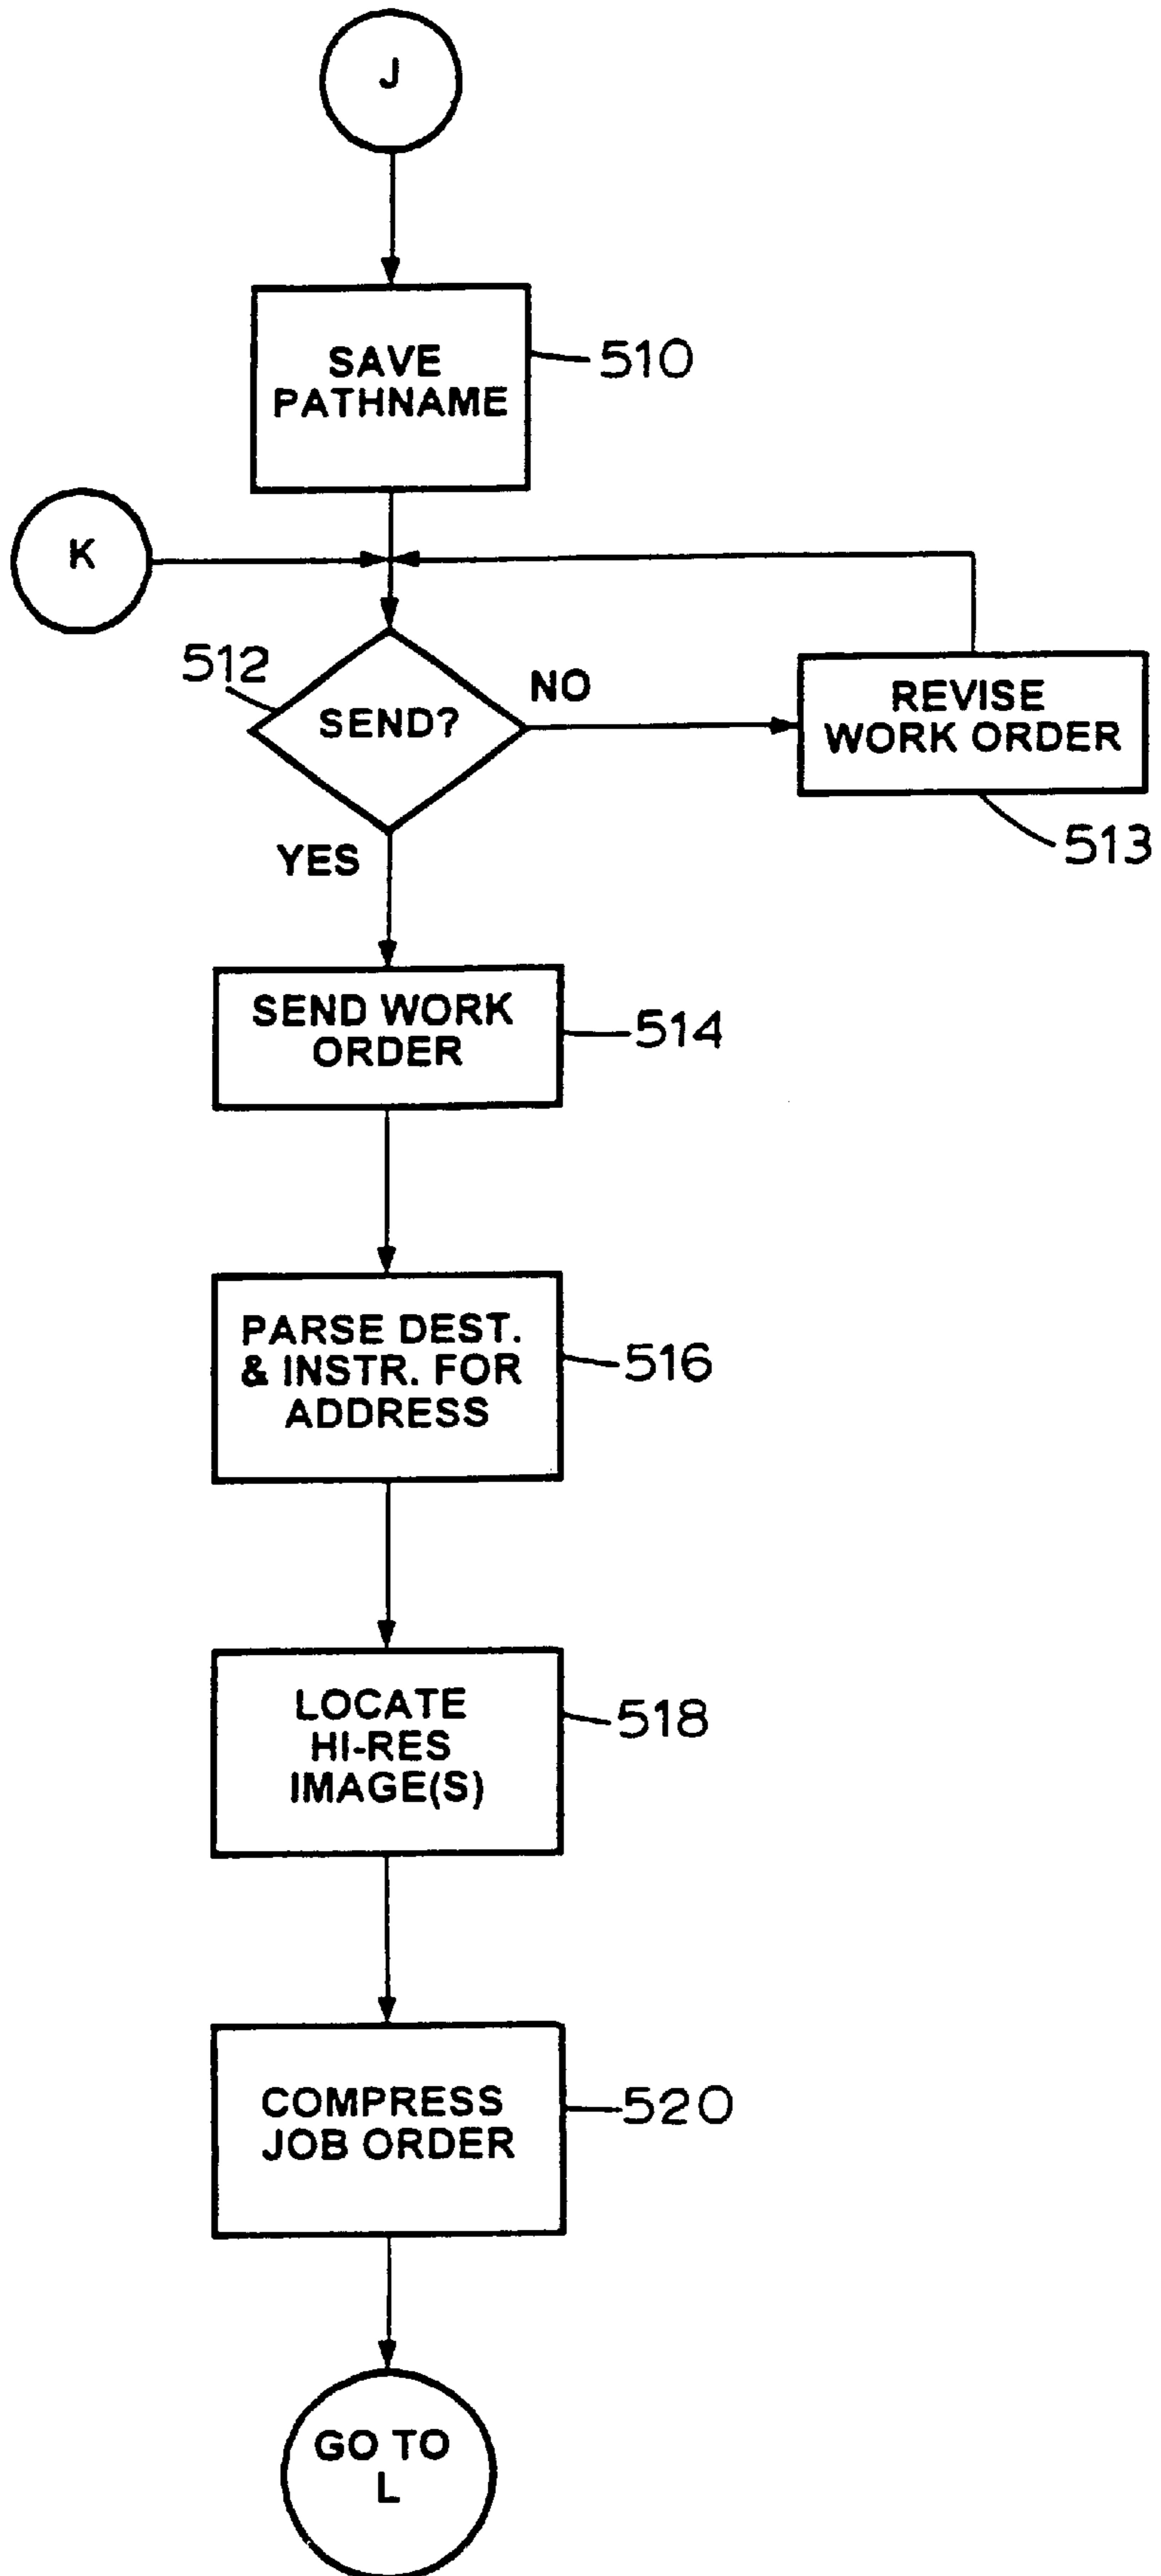 J
SAVE
PATHNAME
510
K
512
SEND?
NO
REVISE
WORK ORDER
513
YES
SEND WORK
ORDER
514
PARSE DEST.
& INSTR. FOR
ADDRESS
516
LOCATE
HI-RES
IMAGE(S)
518
COMPRESS
JOB ORDER
520
GO TO
L